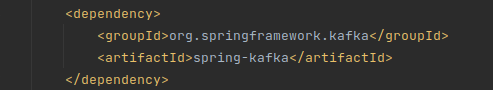 <dependency>
<groupId>org.springframework.kafka</groupId>
<artifactId>spring-kafka</artifactId>
</dependency>